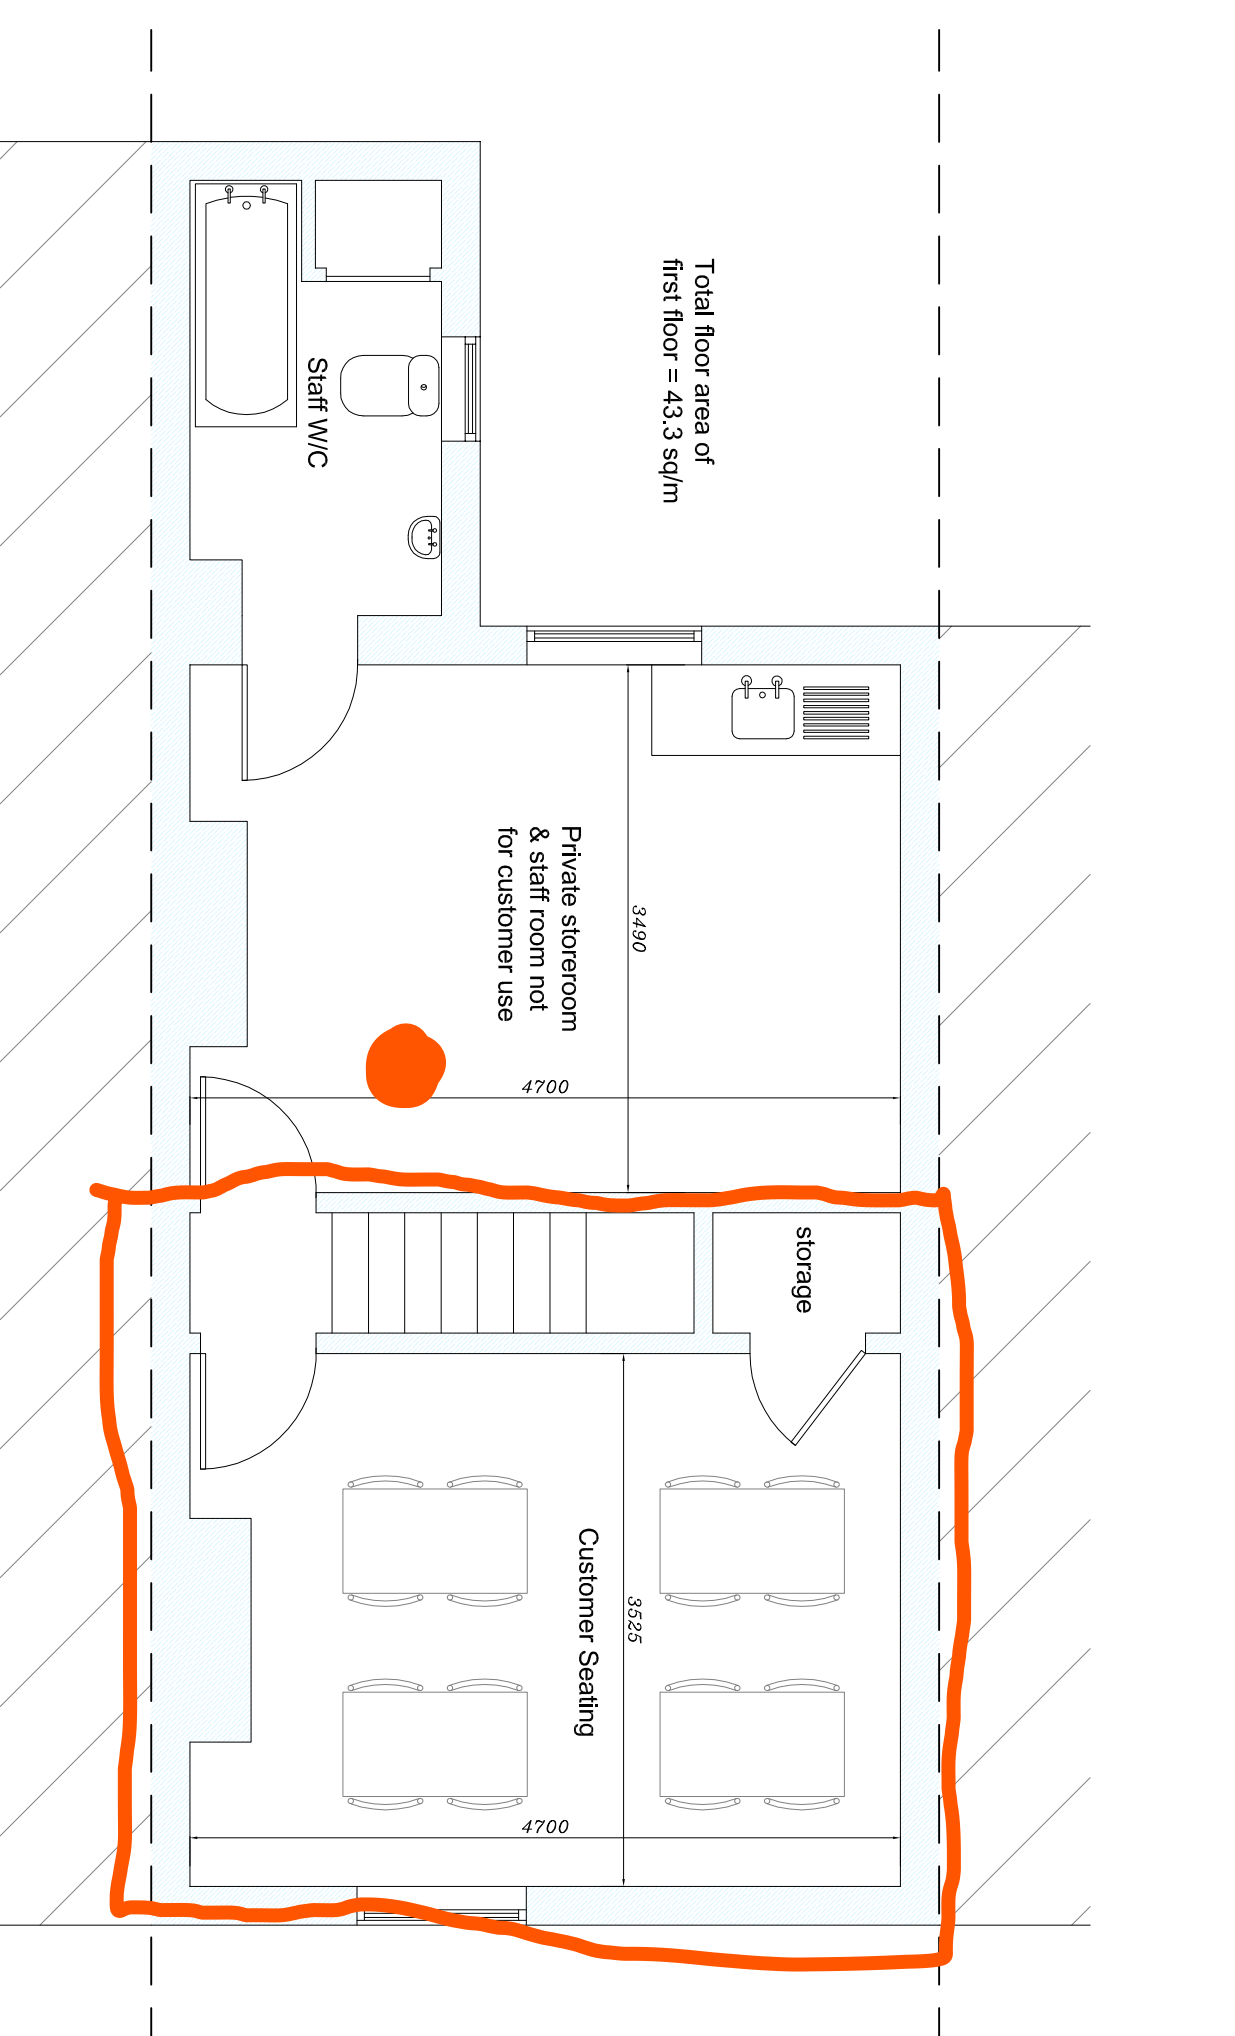 Total floor area of
first floor = 43.3 sq/m
Staff W/C
Private storeroom
& staff room not
for customer use
3490
4700
storage
Customer Seating
3525
4700